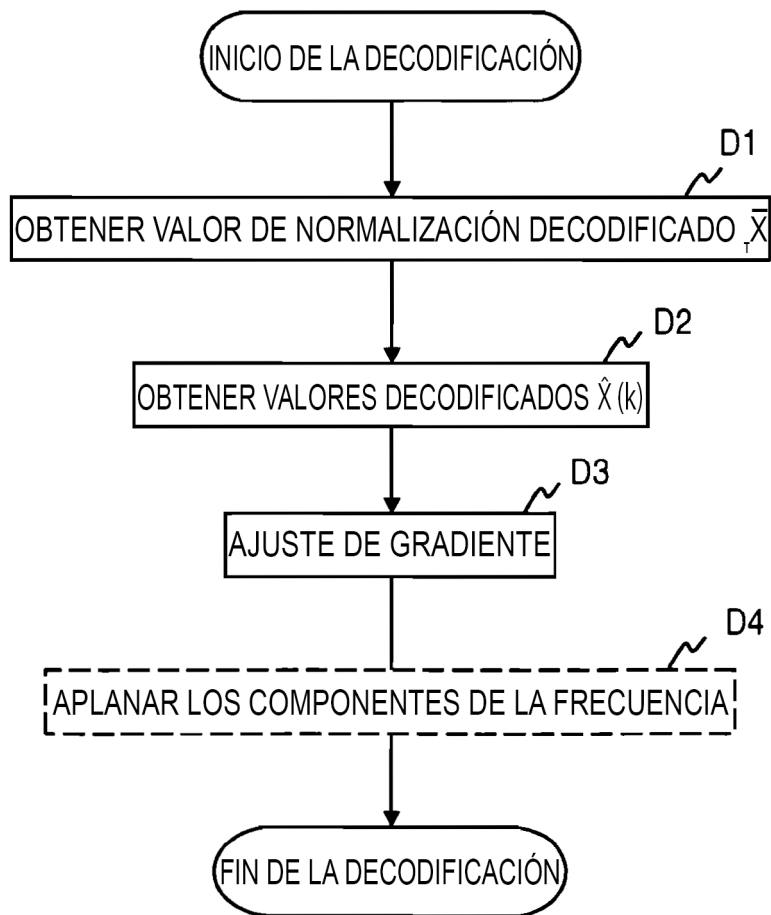 INICIO DE LA DECODIFICACIÓN
D1
OBTENER VALOR DE NORMALIZACIÓN DECODIFICADO τX̅
D2
OBTENER VALORES DECODIFICADOS X̂ (k)
D3
AJUSTE DE GRADIENTE
D4
APLANAR LOS COMPONENTES DE LA FRECUENCIA
FIN DE LA DECODIFICACIÓN